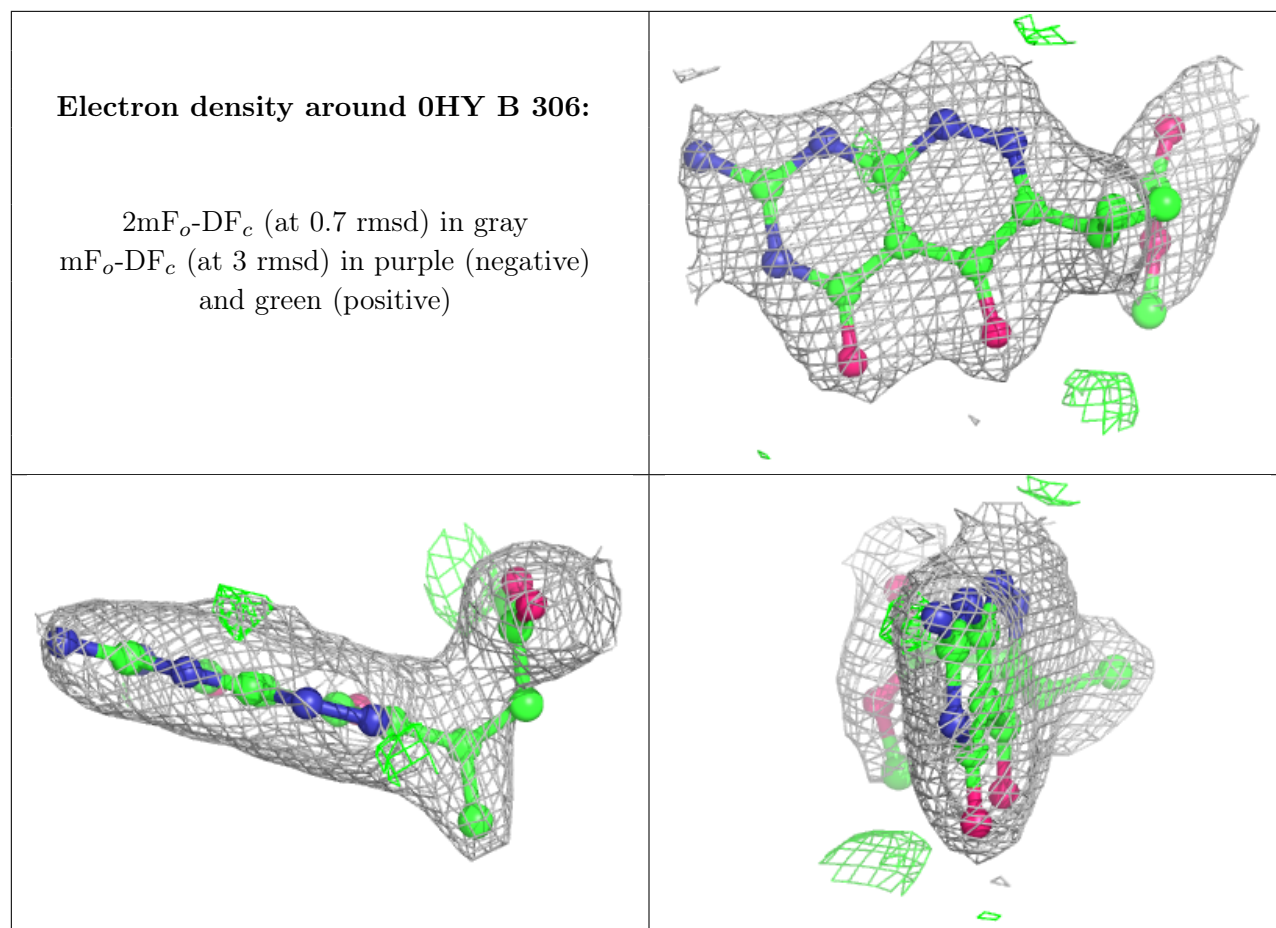 Electron density around 0HY B 306:
2mFo-DFc (at 0.7 rmsd) in gray
mFo-DFc (at 3 rmsd) in purple (negative)
and green (positive)